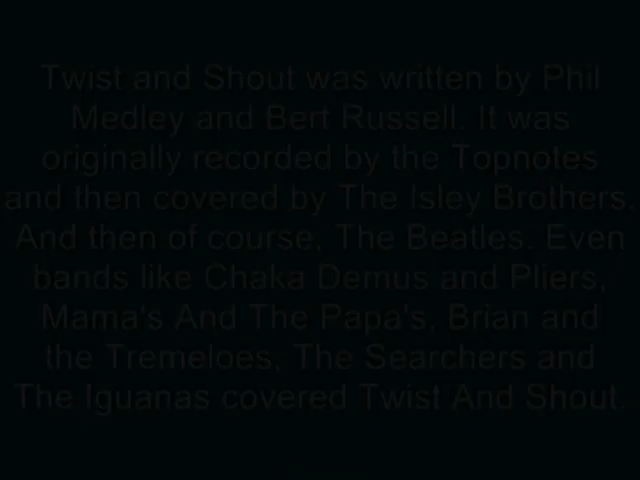 Twist and Shout was written by Phil
Medley and Bert Russell. It was
originally recorded by the Topnotes
and then covered by The Isley Brothers.
And then of course, The Beatles. Even
bands like Chaka Demus and Pliers,
Mama's And The Papa's, Brian and
the Tremeloes, The Searchers and
The Iguanas covered Twist And Shout.